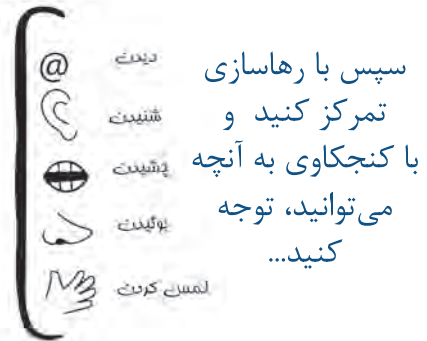 سپس با رهاسازی
تمرکز کنید و
با کنجکاوی به آنچه
می‌توانید، توجه
کنید...
@ دیدن
شنیدن
چشیدن
بوئیدن
لمس کردن